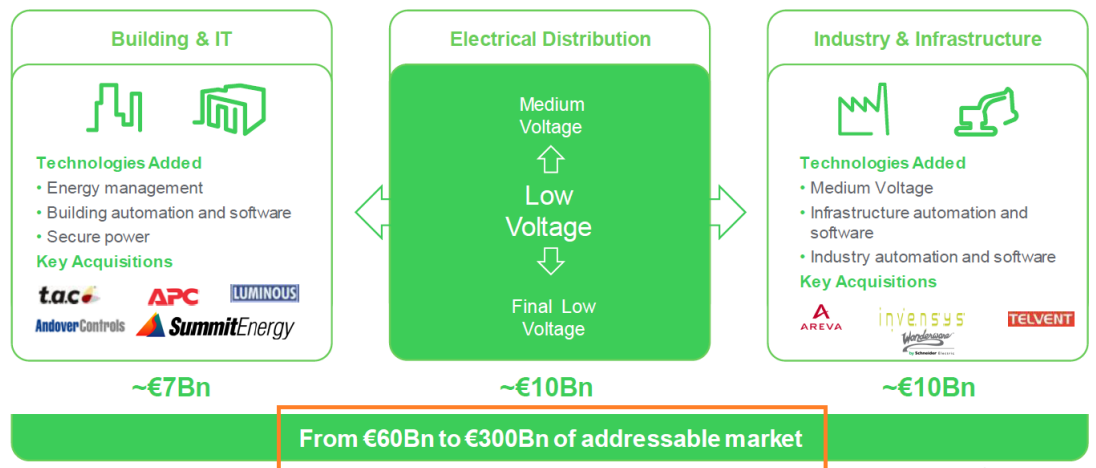 Building & IT
Technologies Added
• Energy management
• Building automation and software
• Secure power
Key Acquisitions
t.a.c
APC
LUMINOUS
AndoverControls
SummitEnergy
~€7Bn
Electrical Distribution
Medium
Voltage
Low
Voltage
Final Low
Voltage
~€10Bn
Industry & Infrastructure
Technologies Added
• Medium Voltage
• Infrastructure automation and
software
• Industry automation and software
Key Acquisitions
AREVA
invensys
Wonderware
by Schneider Electric
TELVENT
~€10Bn
From €60Bn to €300Bn of addressable market